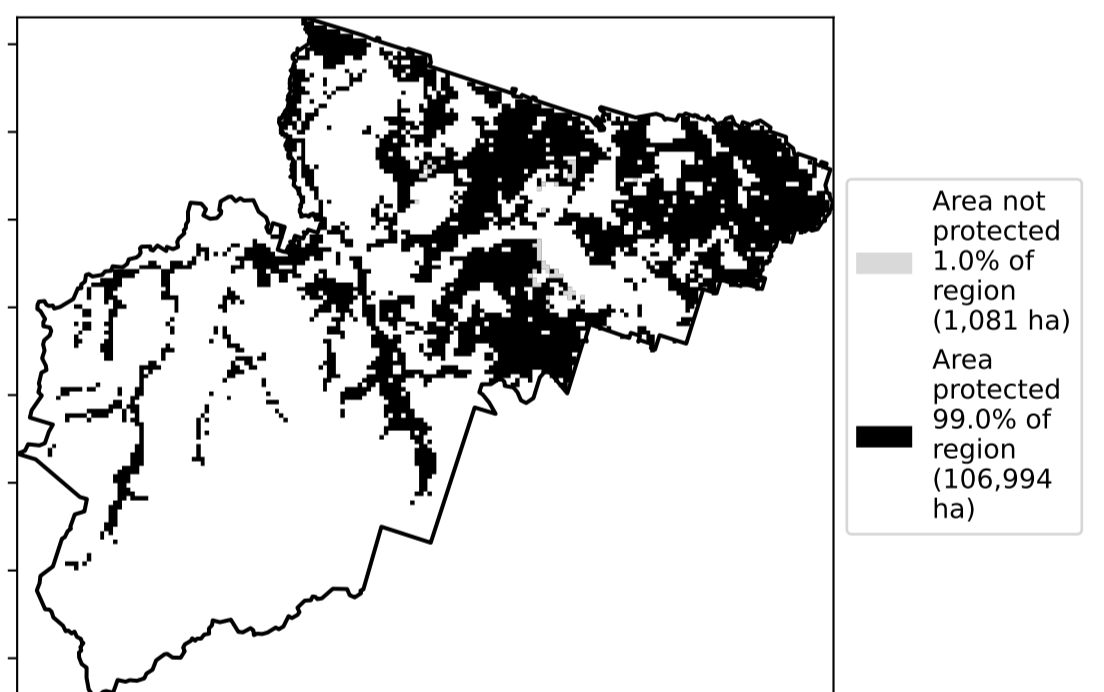 Area not
protected
1.0% of
region
(1,081 ha)
Area
protected
99.0% of
region
(106,994
ha)